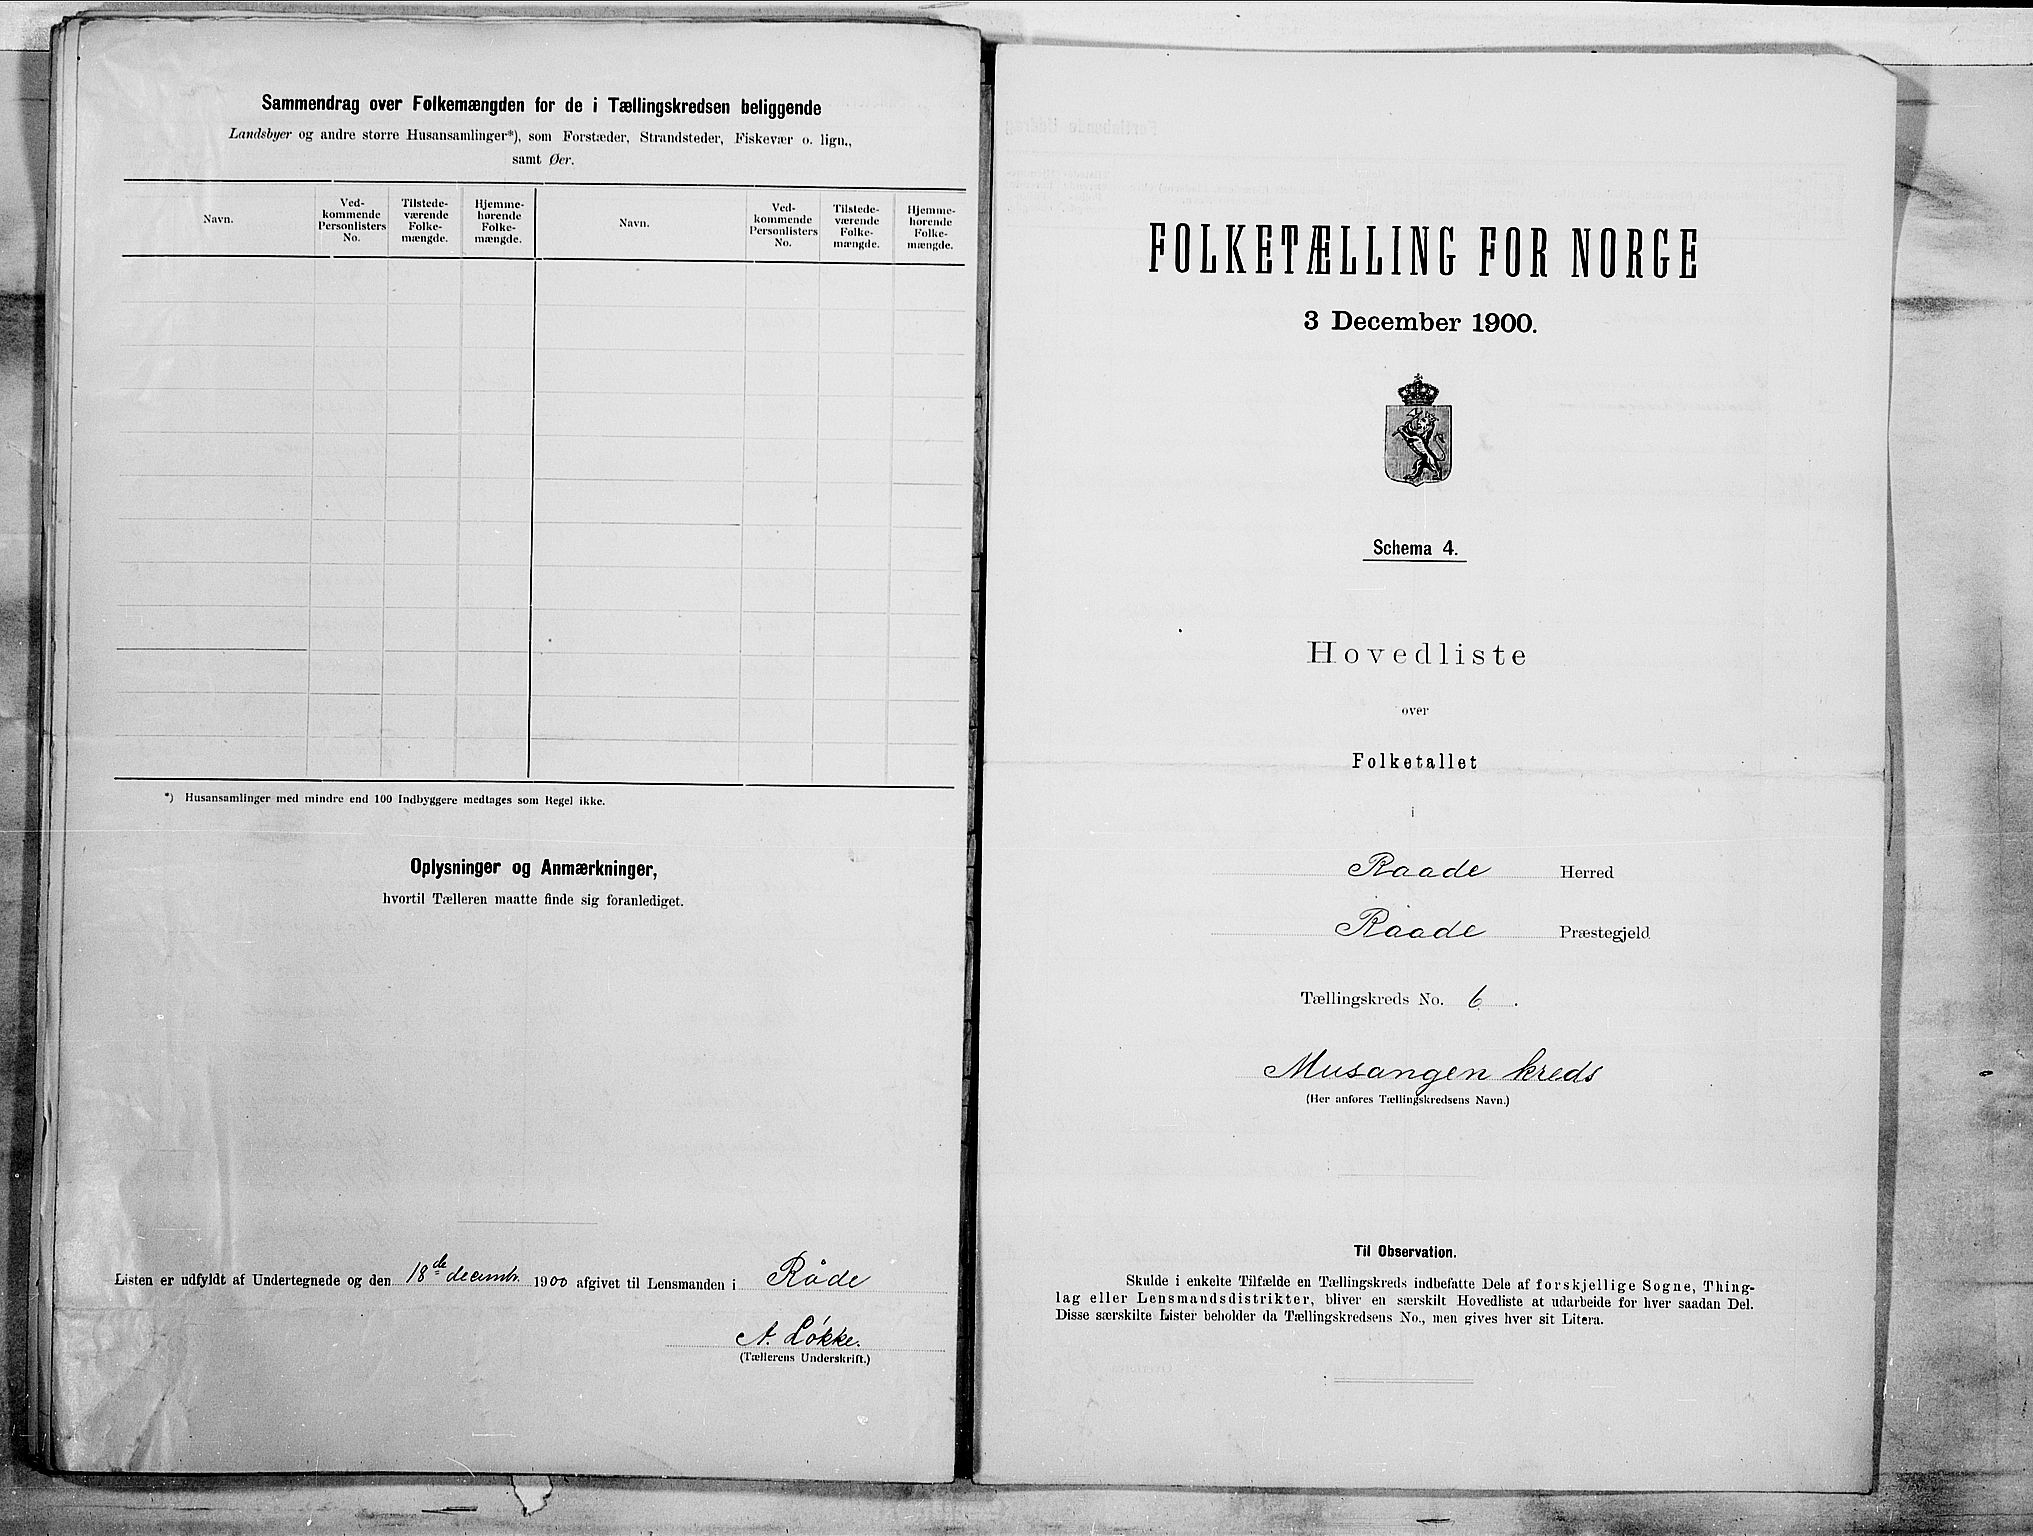 Sammendrag over Folkemængden for de i Tællingskredsen beliggende
Landsbyer og andre større Husansamlinger*), som Forstæder, Strandsteder, Fiskevær o. lign.,
samt Øer.
Navn.
Ved-
kommende
Personlisters
No.
Tilstede-
værende
Folke-
mængde.
Hjemme-
hørende
Folke-
mængde.
Navn.
Ved-
kommende
Personlisters
No.
Tilstede-
værende
Folke-
mængde.
Hjemme-
hørende
Folke-
mængde.
*) Husansamlinger med mindre end 100 Indbyggere medtages som Regel ikke.
Oplysninger og Anmærkninger,
hvortil Tælleren maatte finde sig foranlediget.
Listen er udfyldt af Undertegnede og den 18de decembr. 1900 afgivet til Lensmanden i Råde
A. Løkke.
(Tællerens Underskrift.)
FOLKETÆLLING FOR NORGE
3 December 1900.
Schema 4.
Hovedliste
over
Folketallet
i
Raade Herred
Raade Præstegjeld
Tællingskreds No. 6.
Musangen kreds
(Her anføres Tællingskredsens Navn.)
Til Observation.
Skulde i enkelte Tilfælde en Tællingskreds indbefatte Dele af forskjellige Sogne, Thing-
lag eller Lensmandsdistrikter, bliver en særskilt Hovedliste at udarbeide for hver saadan Del.
Disse særskilte Lister beholder da Tællingskredsens No., men gives hver sit Litera.